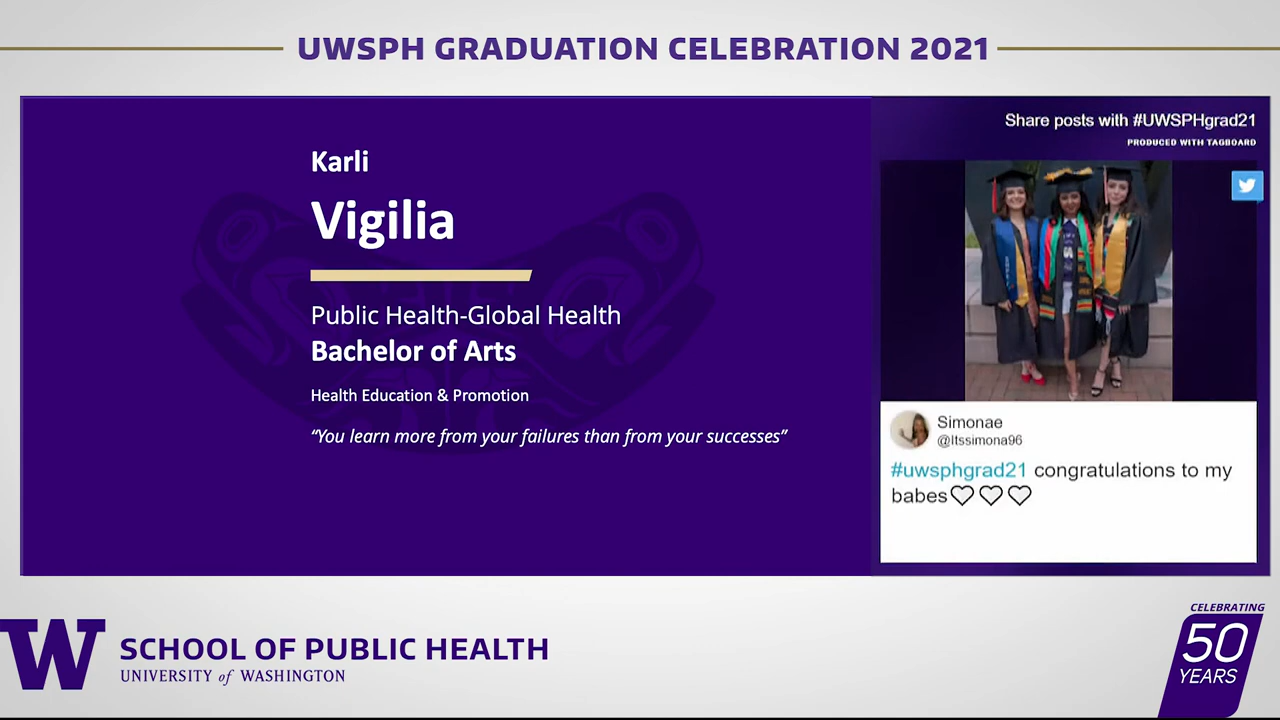 UWSPH GRADUATION CELEBRATION 2021
Karli
Vigilia
Public Health-Global Health
Bachelor of Arts
Health Education & Promotion
“You learn more from your failures than from your successes”
Share posts with #UWSPHgrad21
PRODUCED WITH TAGBOARD
Simonae
@Itssimona96
#uwsphgrad21 congratulations to my
babes♡♡♡
W SCHOOL OF PUBLIC HEALTH
UNIVERSITY of WASHINGTON
CELEBRATING
50
YEARS